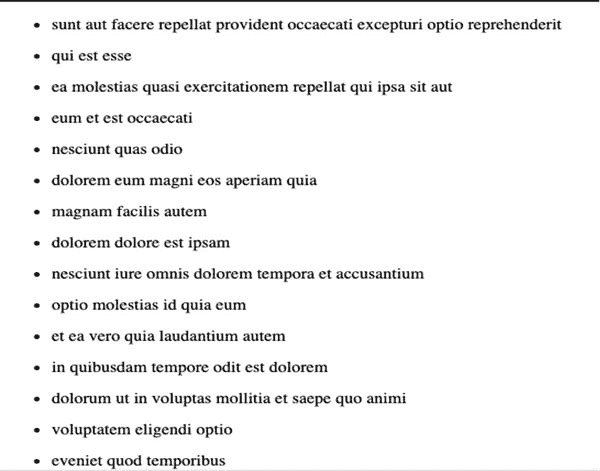 • sunt aut facere repellat provident occaecati excepturi optio reprehenderit
• qui est esse
• ea molestias quasi exercitationem repellat qui ipsa sit aut
• eum et est occaecati
• nesciunt quas odio
• dolorem eum magni eos aperiam quia
• magnam facilis autem
• dolorem dolore est ipsam
• nesciunt iure omnis dolorem tempora et accusantium
• optio molestias id quia eum
• et ea vero quia laudantium autem
• in quibusdam tempore odit est dolorem
• dolorum ut in voluptas mollitia et saepe quo animi
• voluptatem eligendi optio
• eveniet quod temporibus